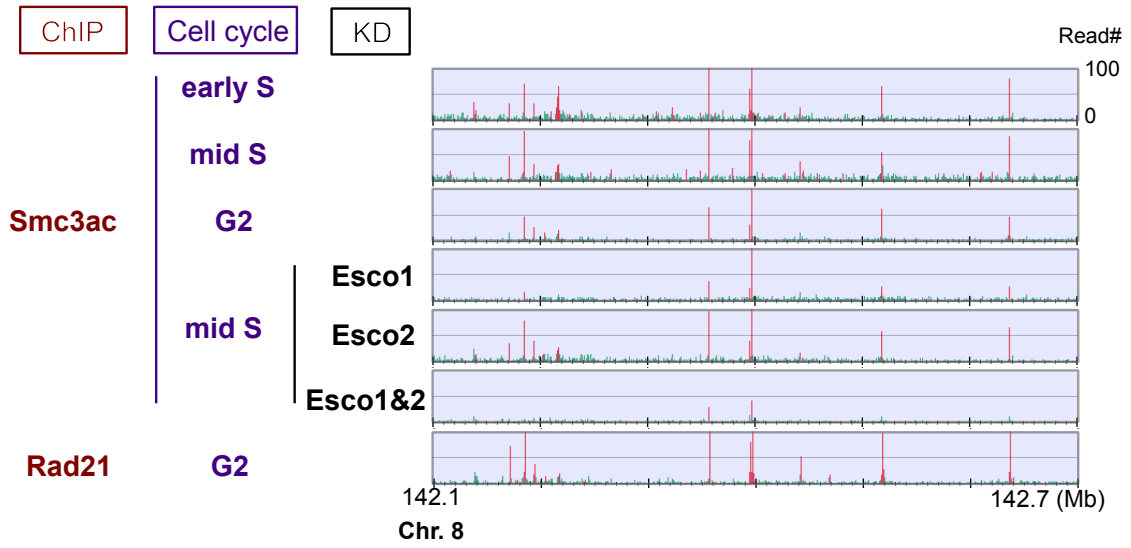 ChIP Cell cycle KD
Read#
early S 100
0
mid S
Smc3ac G2
Esco1
mid S Esco2
Esco1&2
Rad21 G2
142.1 142.7 (Mb)
Chr. 8